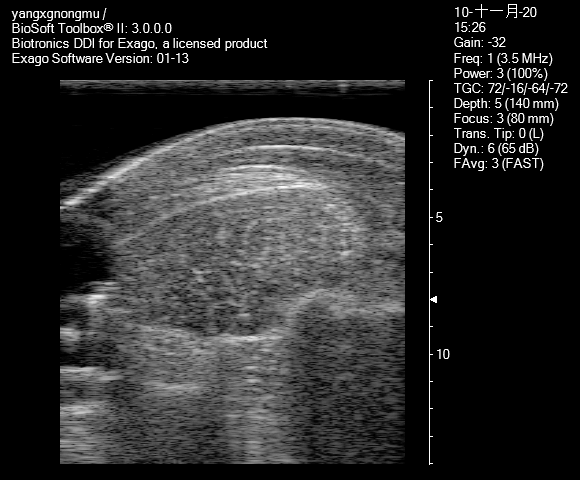 yangxgnongmu /
BioSoft Toolbox® II: 3.0.0.0
Biotronics DDI for Exago, a licensed product
Exago Software Version: 01-13
10-十一月-20
15:26
Gain: -32
Freq: 1 (3.5 MHz)
Power: 3 (100%)
TGC: 72/-16/-64/-72
Depth: 5 (140 mm)
Focus: 3 (80 mm)
Trans. Tip: 0 (L)
Dyn.: 6 (65 dB)
FAvg: 3 (FAST)
5
10